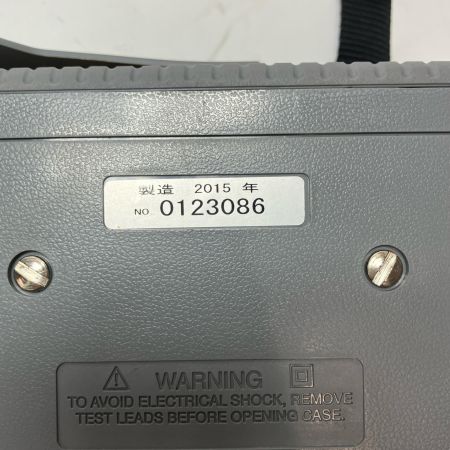 製造 2015 年
NO. 0123086
WARNING
TO AVOID ELECTRICAL SHOCK, REMOVE
TEST LEADS BEFORE OPENING CASE.